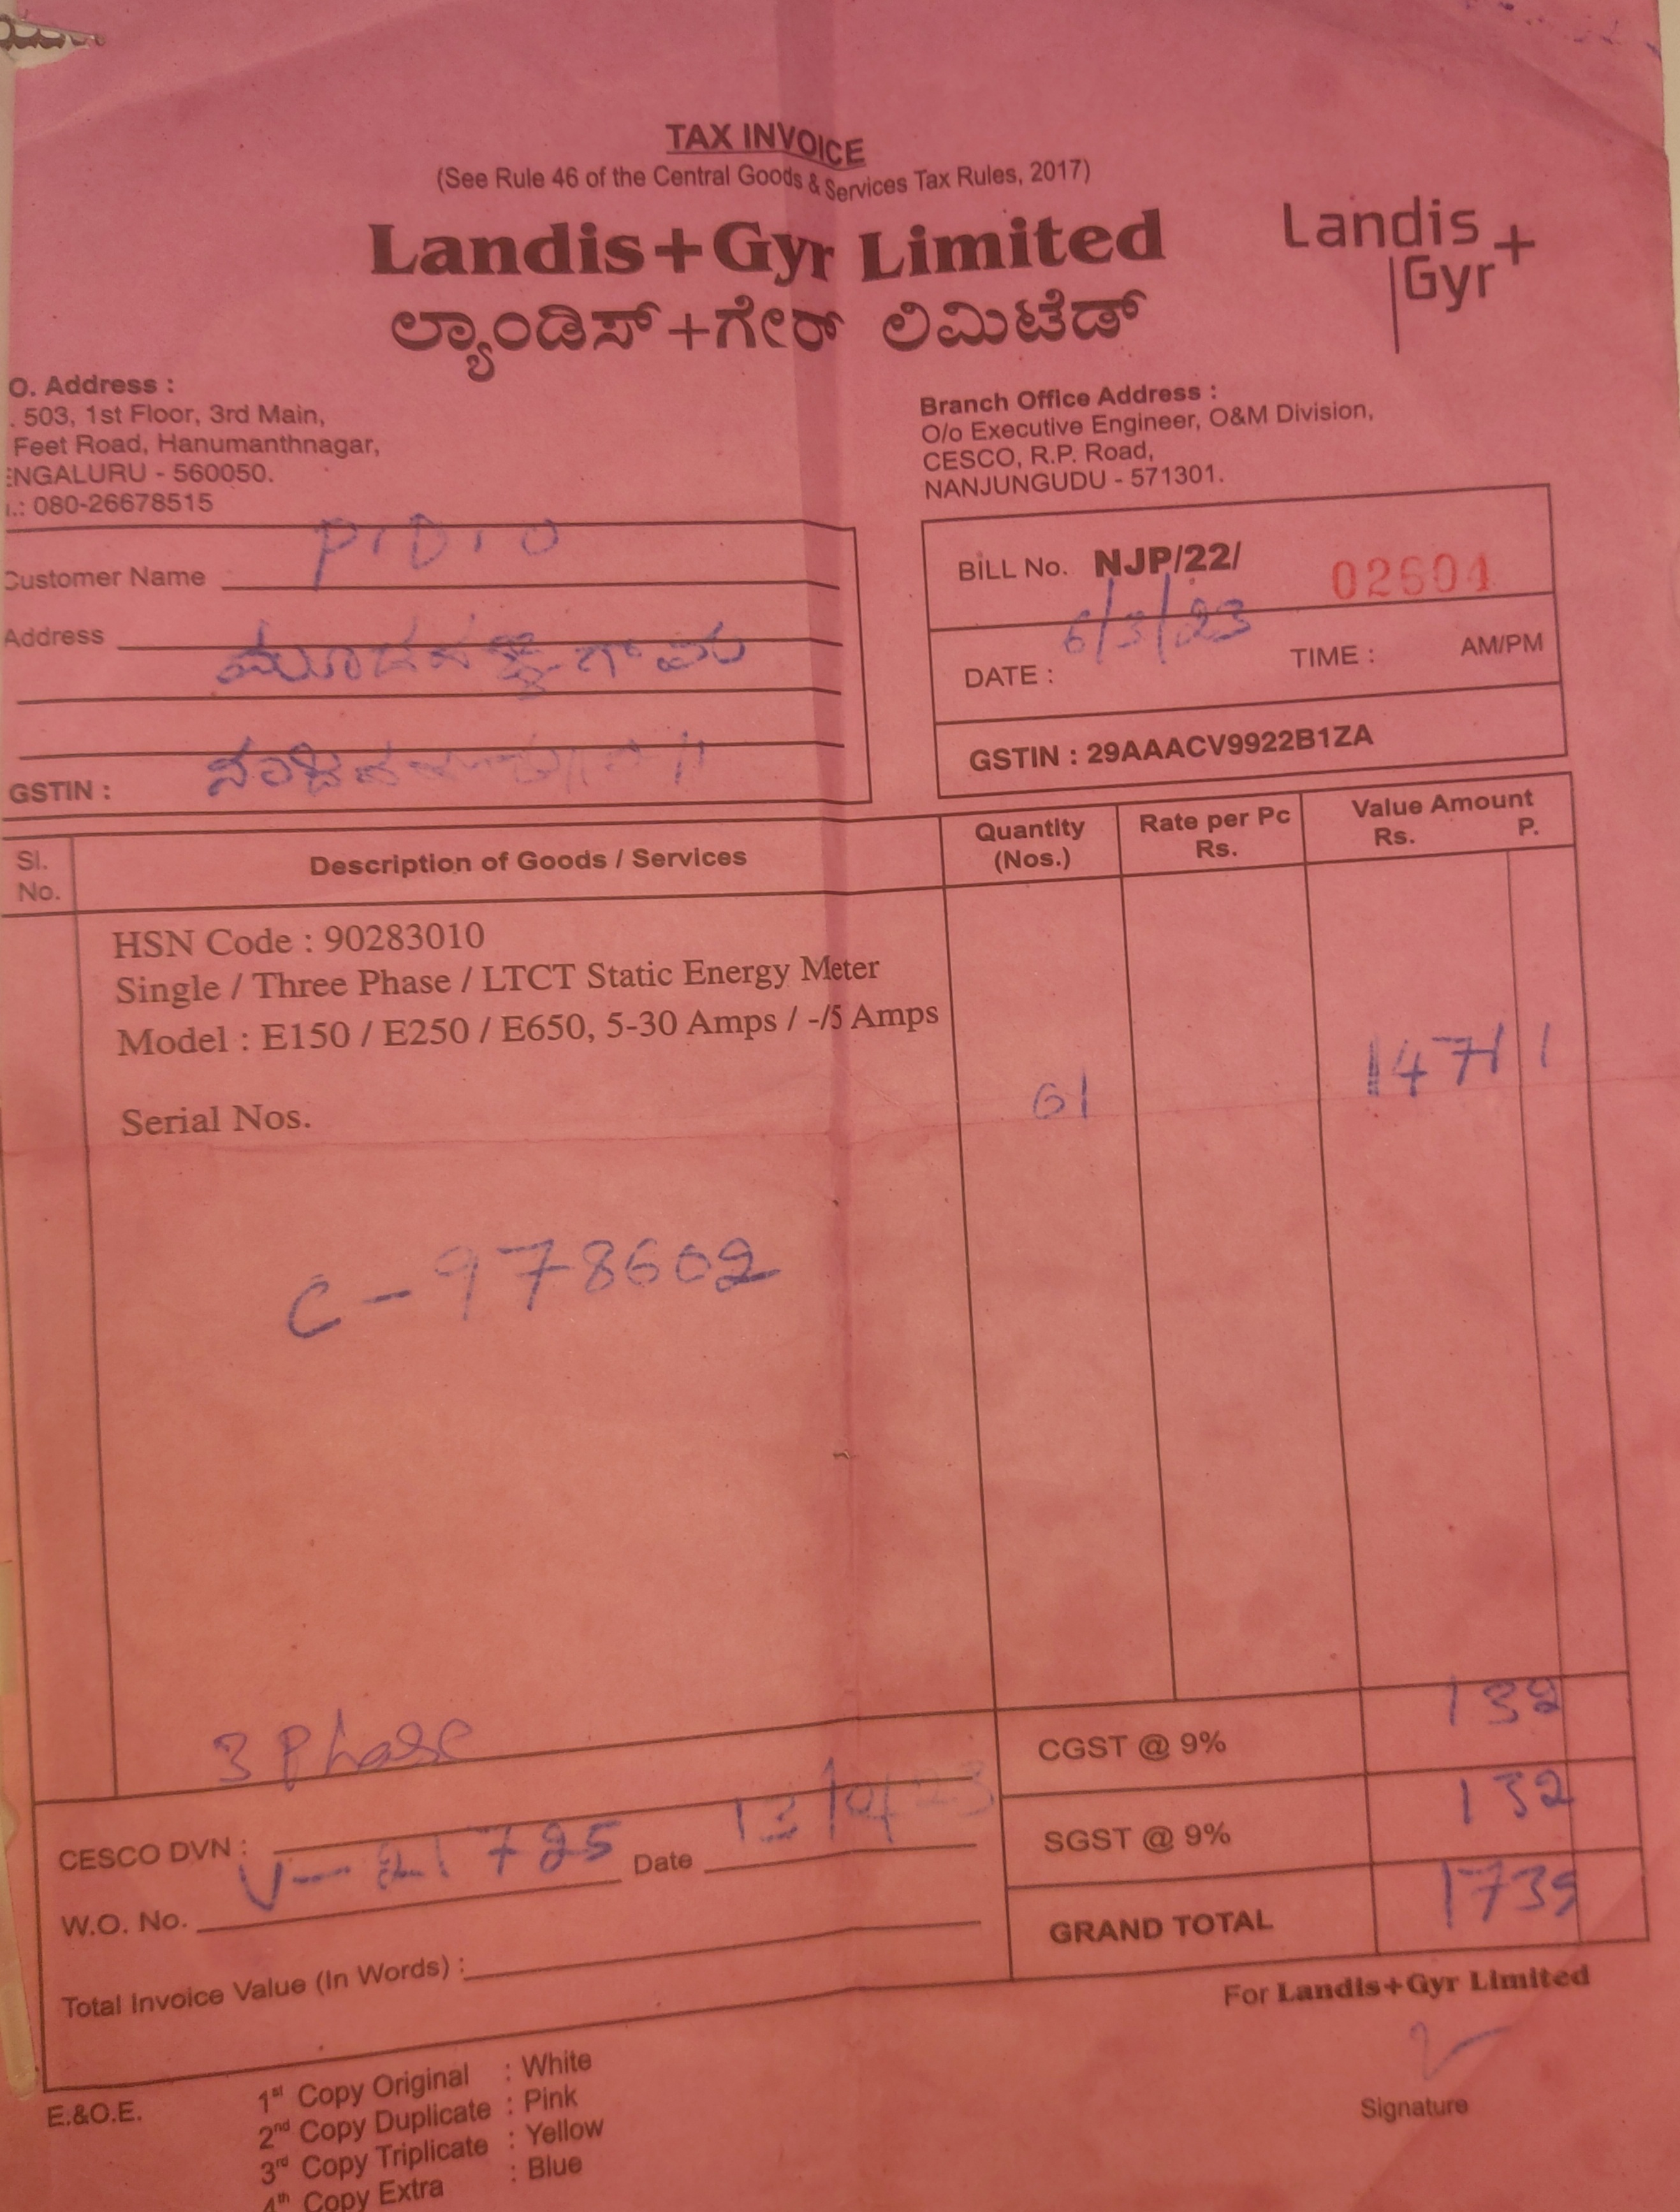 TAX INVOICE
(See Rule 46 of the Central Goods & Services Tax Rules, 2017)
Landis+Gyr Limited
ಲ್ಯಾಂಡಿಸ್+ಗೇರ್ ಲಿಮಿಟೆಡ್
Landis
Gyr+
O. Address :
. 503, 1st Floor, 3rd Main,
Feet Road, Hanumanthnagar,
ENGALURU - 560050.
.: 080-26678515
Branch Office Address :
O/o Executive Engineer, O&M Division,
CESCO, R.P. Road,
NANJUNGUDU - 571301.
Customer Name P.D.O
Address
GSTIN :
BILL No. NJP/22/ 02604
DATE : 6/3/23 TIME : AM/PM
GSTIN : 29AAACV9922B1ZA
Sl. No. Description of Goods / Services Quantity (Nos.) Rate per Pc Rs. Value Amount Rs. P.
HSN Code : 90283010
Single / Three Phase / LTCT Static Energy Meter
Model : E150 / E250 / E650, 5-30 Amps / -/5 Amps
01 1471
Serial Nos.
C-978602
3 Phase
CGST @ 9% 132
SGST @ 9% 132
GRAND TOTAL 1735
CESCO DVN :
W.O. No. V-21725 Date
Total Invoice Value (In Words) :
For Landis+Gyr Limited
Signature
E.&O.E.
1st Copy Original : White
2nd Copy Duplicate : Pink
3rd Copy Triplicate : Yellow
4th Copy Extra : Blue